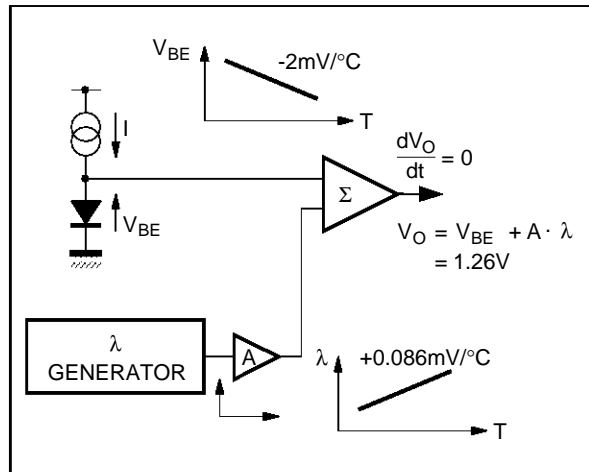 V_BE
-2mV/°C
T
I
V_BE
Σ
dV_O
dt
= 0
V_O = V_BE + A · λ
= 1.26V
λ
GENERATOR
A
λ
+0.086mV/°C
T